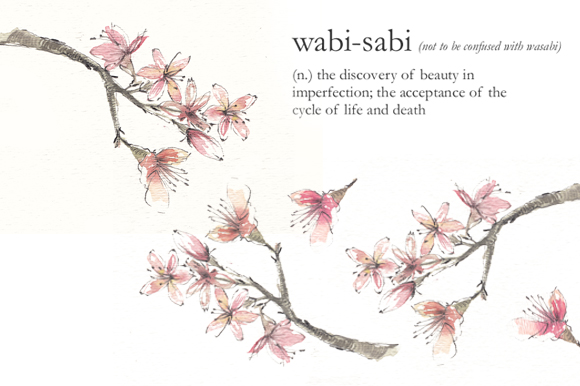 wabi-sabi (not to be confused with wasabi)
(n.) the discovery of beauty in
imperfection; the acceptance of the
cycle of life and death